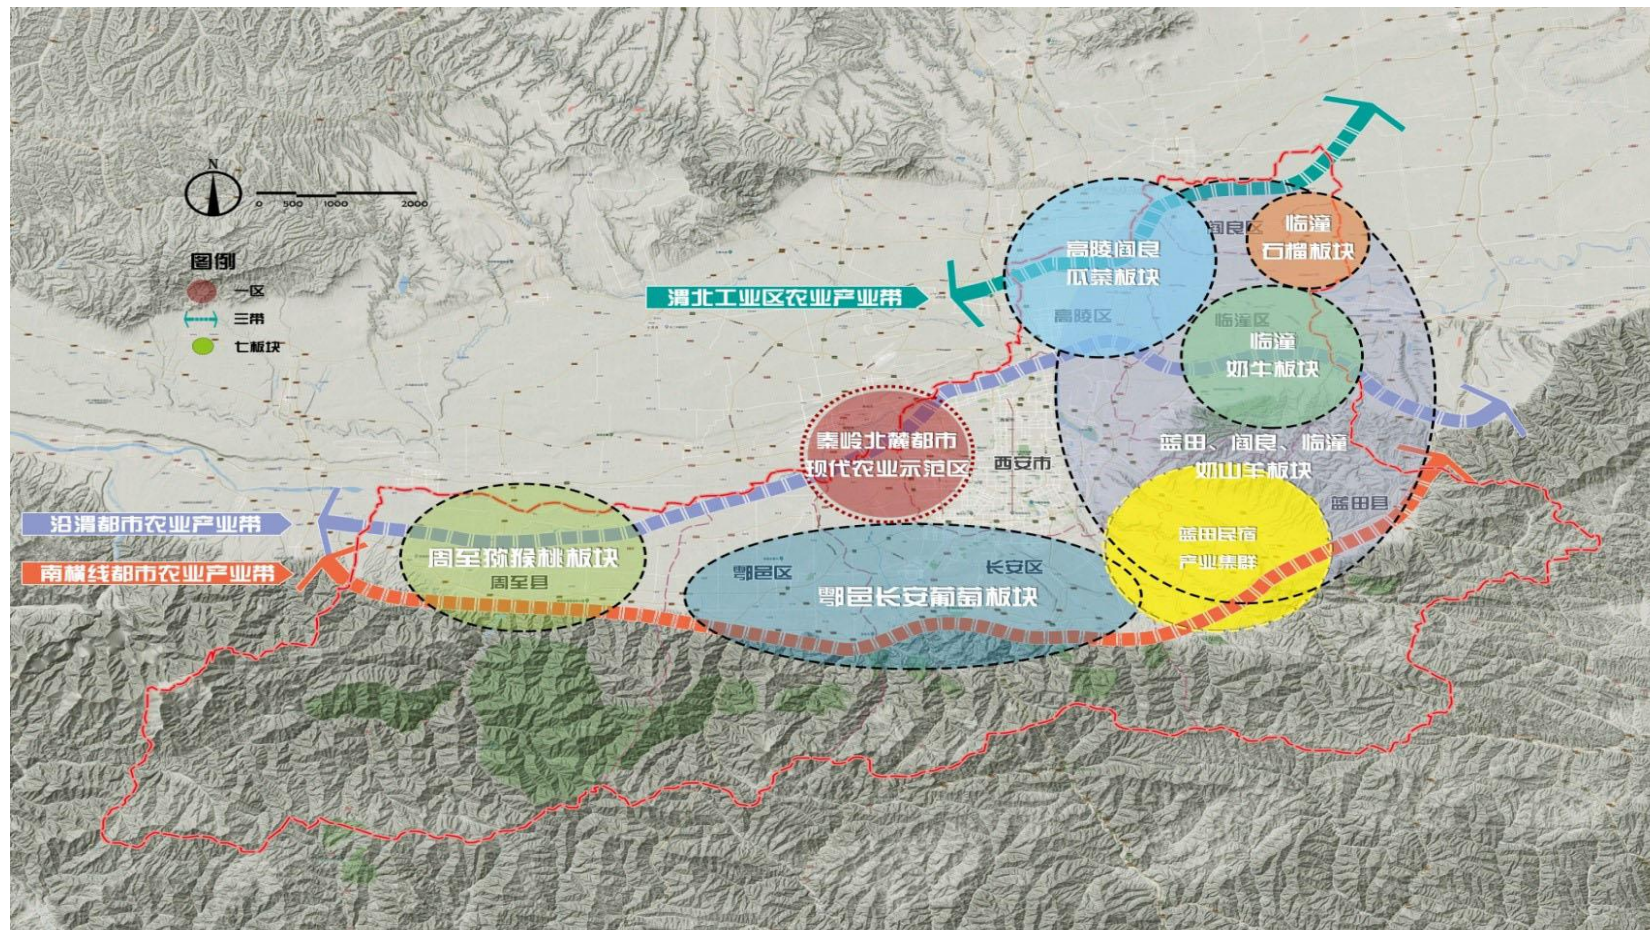 N
0 500 1000 2000
图例
一区
三带
七板块
渭北工业区农业产业带
沿渭都市农业产业带
南横线都市农业产业带
高陵阎良
瓜菜板块
高陵区
阎良区
临潼
石榴板块
临潼区
临潼
奶牛板块
秦岭北麓都市
现代农业示范区
西安市
蓝田、阎良、临潼
奶山羊板块
蓝田县
蓝田民宿
产业集群
周至猕猴桃板块
周至县
鄠邑区
长安区
鄠邑长安葡萄板块